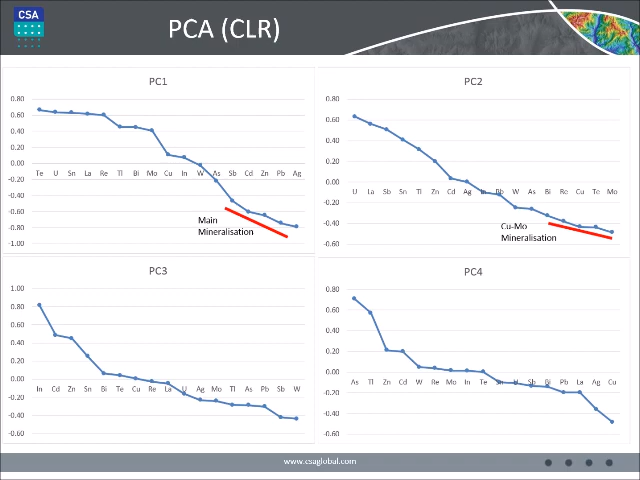 CSA
PCA (CLR)
PC1
0.80
0.60
0.40
0.20
0.00
-0.20
-0.40
-0.60
-0.80
-1.00
Te U Sn La Re Tl Bi Mo Cu In W As Sb Cd Zn Pb Ag
Main
Mineralisation
PC2
0.80
0.60
0.40
0.20
0.00
-0.20
-0.40
-0.60
U La Sb Sn Tl Zn Cd Ag In Pb W As Bi Re Cu Te Mo
Cu-Mo
Mineralisation
PC3
1.00
0.80
0.60
0.40
0.20
0.00
-0.20
-0.40
-0.60
In Cd Zn Sn Bi Te Cu Re La U Ag Mo Tl As Pb Sb W
PC4
0.80
0.60
0.40
0.20
0.00
-0.20
-0.40
-0.60
As Tl Zn Cd W Re Mo In Te Sn U Sb Bi Pb La Ag Cu
www.csaglobal.com